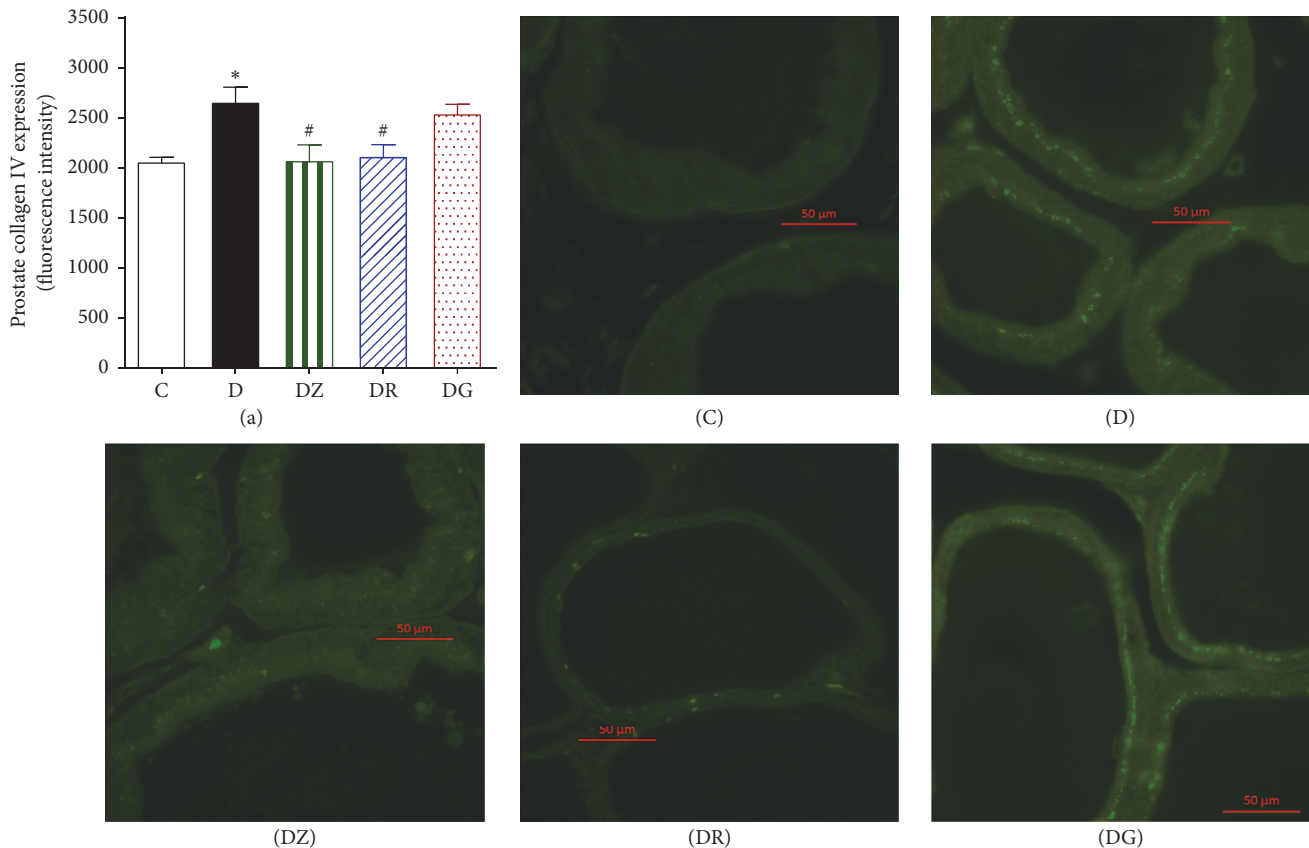 Prostate collagen IV expression
(fluorescence intensity)
3500
3000
2500
2000
1500
1000
500
0
*
#
#
C D DZ DR DG
(a)
50 µm
(C)
50 µm
(D)
50 µm
(DZ)
50 µm
(DR)
50 µm
(DG)